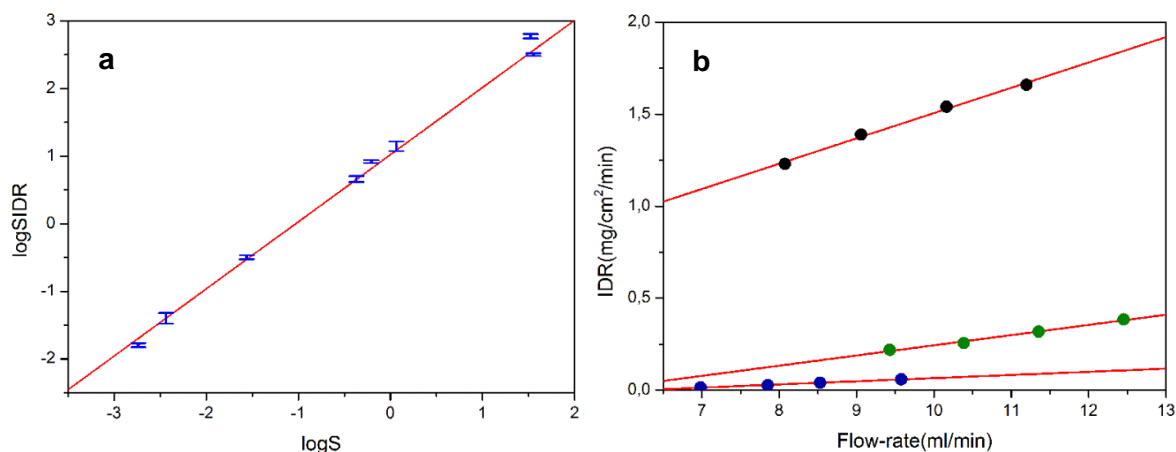 a
logSIDR
3
2
1
0
-1
-2
-3 -2 -1 0 1 2
logS
b
IDR(mg/cm²/min)
2,0
1,5
1,0
0,5
0,0
7 8 9 10 11 12 13
Flow-rate(ml/min)